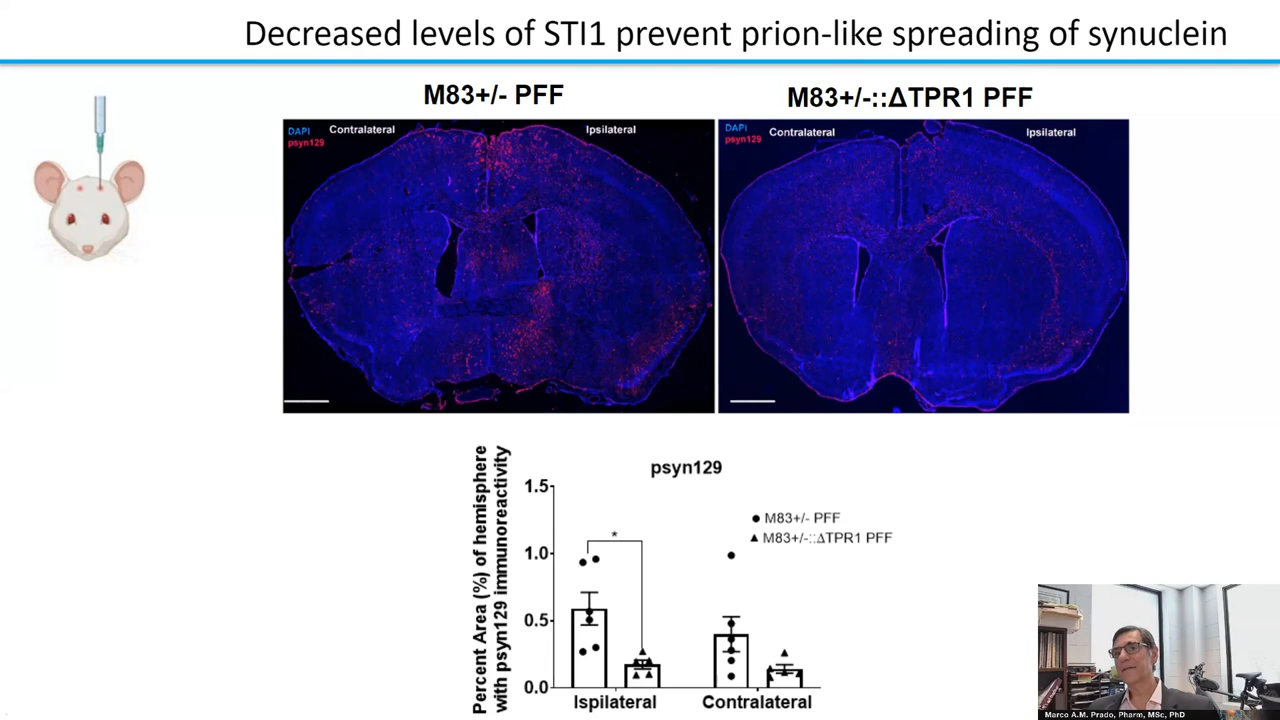 Decreased levels of STI1 prevent prion-like spreading of synuclein
M83+/- PFF
M83+/-::ΔTPR1 PFF
DAPI
psyn129
Contralateral
Ipsilateral
DAPI
psyn129
Contralateral
Ipsilateral
psyn129
Percent Area (%) of hemisphere
with psyn129 immunoreactivity
1.5
1.0
0.5
0.0
*
M83+/- PFF
M83+/-::ΔTPR1 PFF
Ispilateral
Contralateral
Marco A.M. Prado, Pharm, MSc, PhD